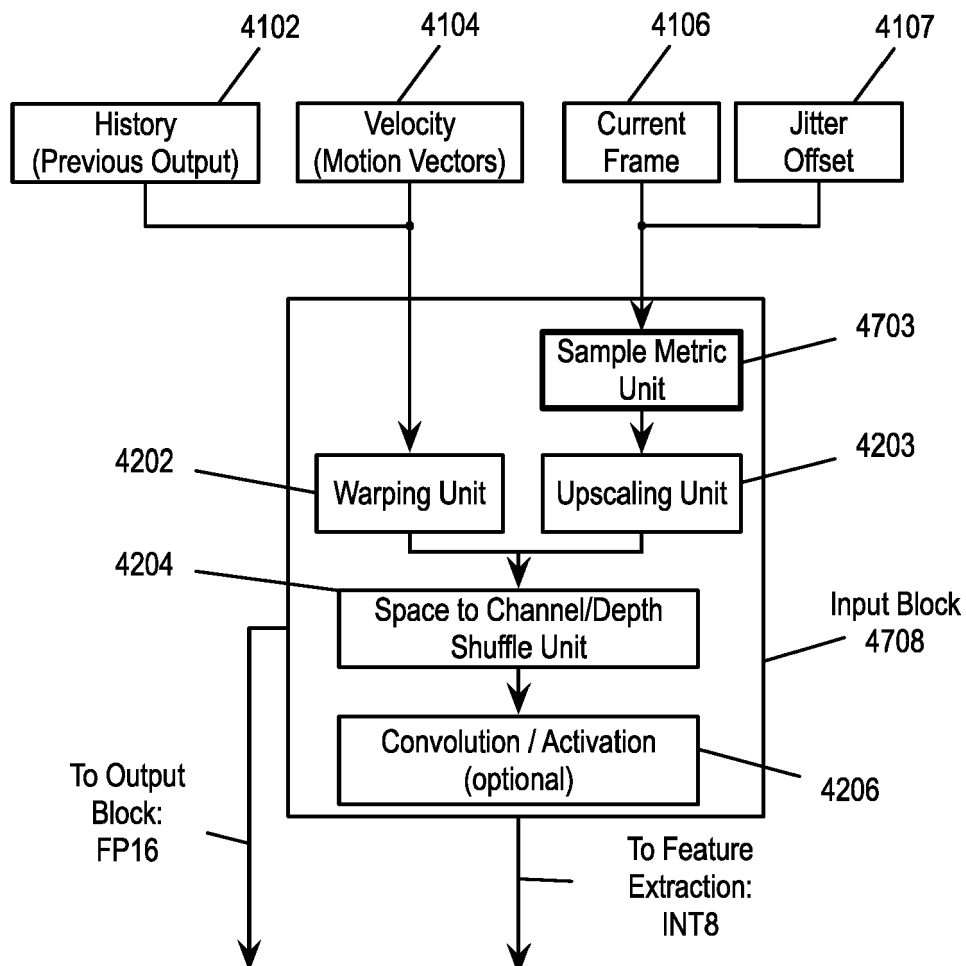 4102
4104
4106
4107
History
(Previous Output)
Velocity
(Motion Vectors)
Current
Frame
Jitter
Offset
4703
Sample Metric
Unit
4202
4203
Warping Unit
Upscaling Unit
4204
Space to Channel/Depth
Shuffle Unit
Input Block
4708
Convolution / Activation
(optional)
4206
To Output
Block:
FP16
To Feature
Extraction:
INT8